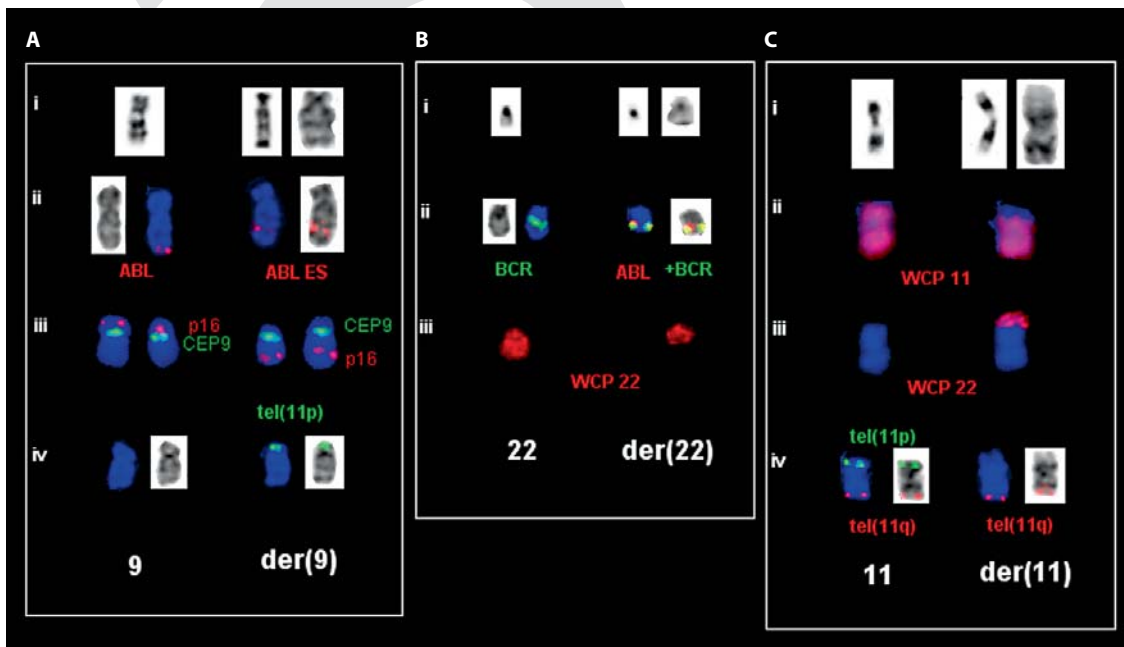 A
i
ii
ABL
ABL ES
iii
p16
CEP9
CEP9
p16
tel(11p)
iv
9
der(9)
B
i
ii
BCR
ABL
+BCR
iii
WCP 22
22
der(22)
C
i
ii
WCP 11
iii
WCP 22
tel(11p)
iv
tel(11q)
tel(11q)
11
der(11)